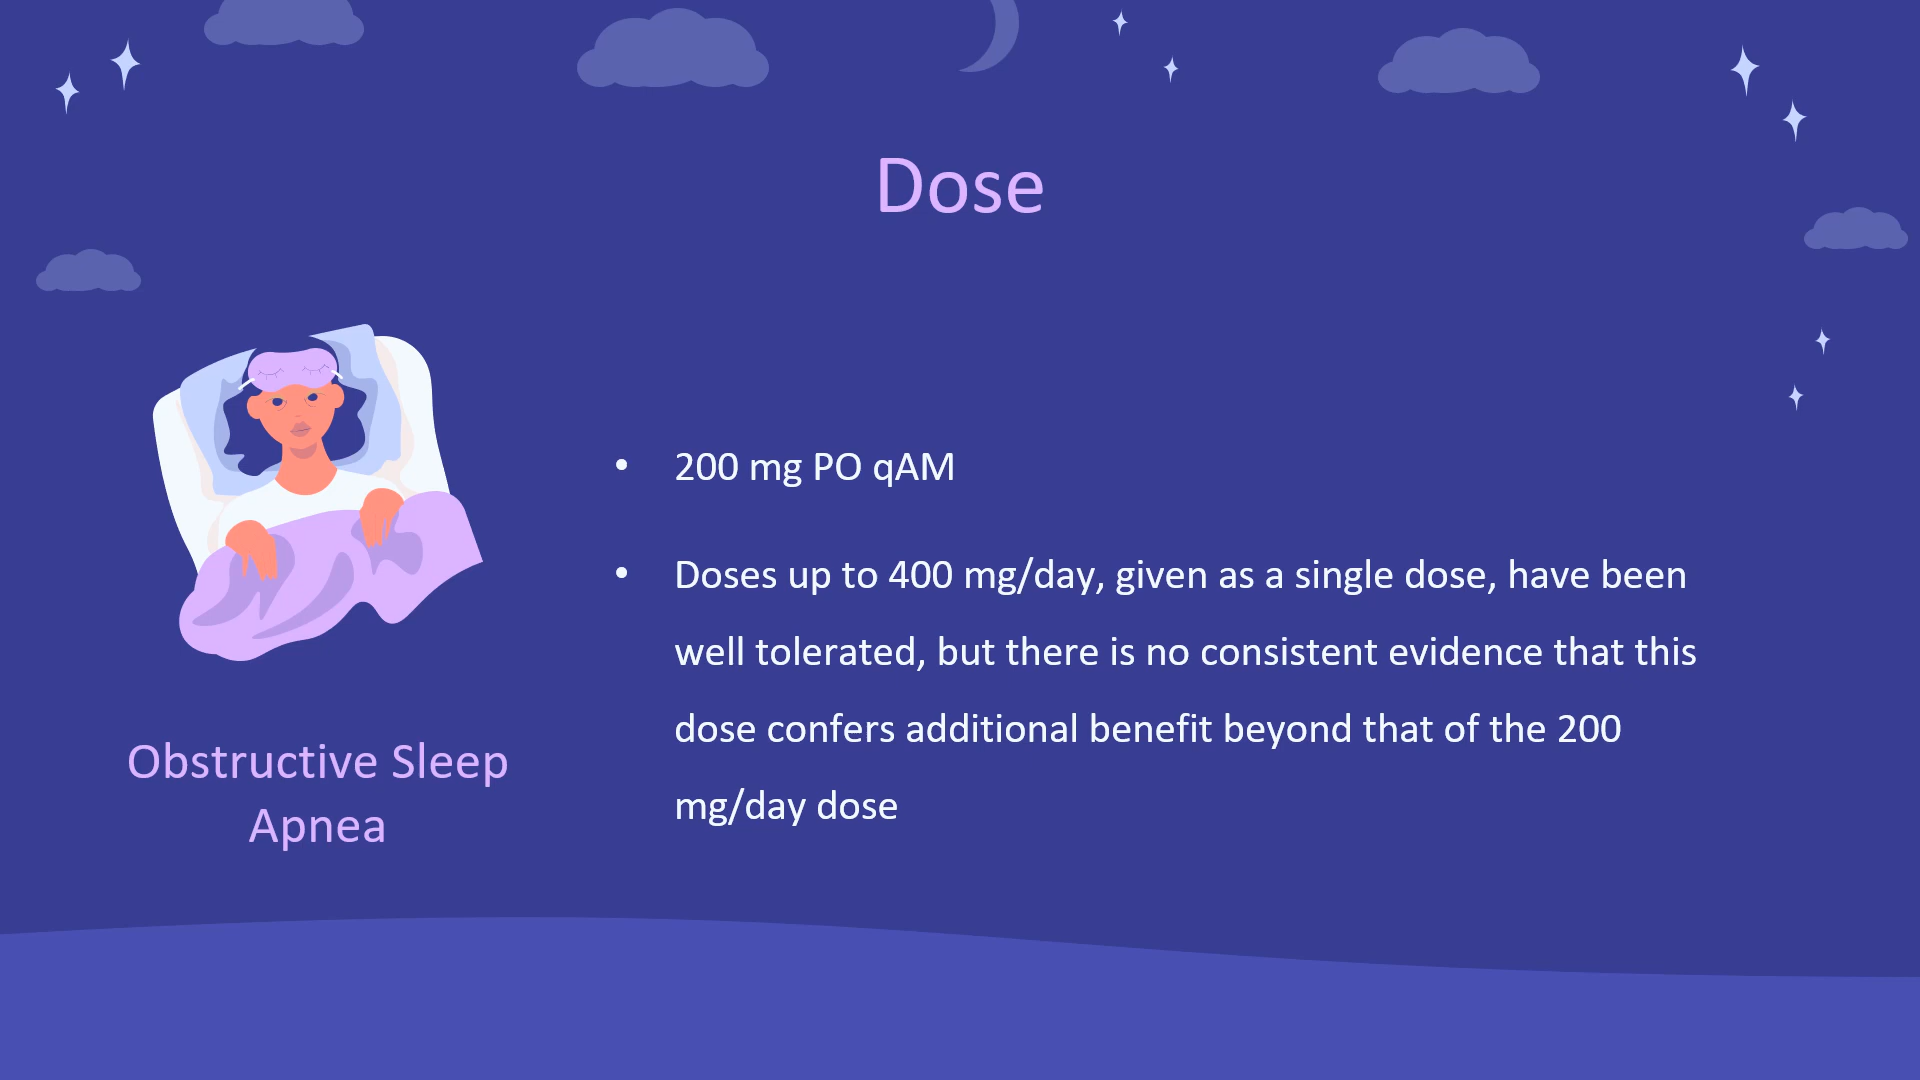 Dose
• 200 mg PO qAM
• Doses up to 400 mg/day, given as a single dose, have been
well tolerated, but there is no consistent evidence that this
dose confers additional benefit beyond that of the 200
mg/day dose
Obstructive Sleep
Apnea